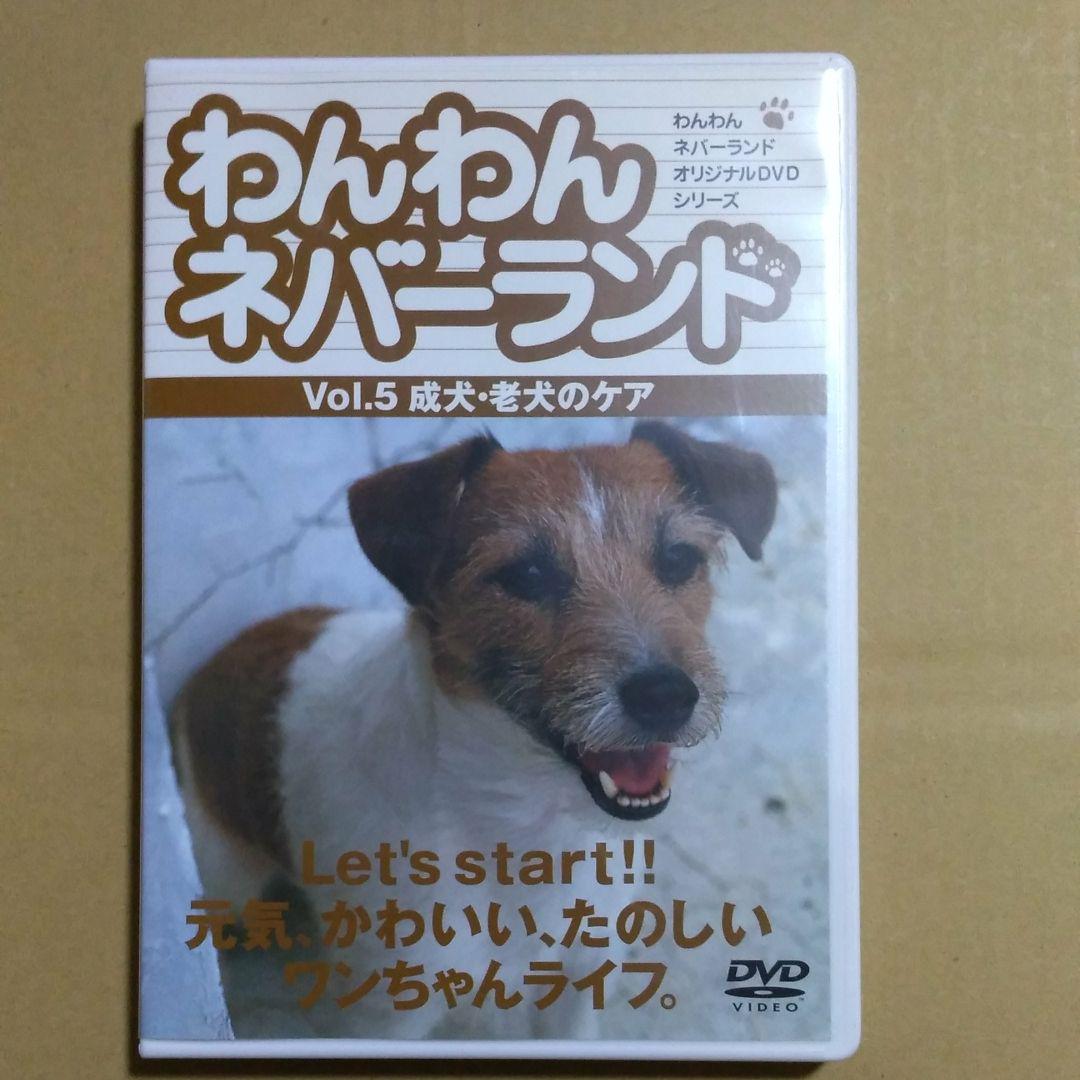 わんわん
ネバーランド
わんわん
ネバーランド
オリジナルDVD
シリーズ
Vol.5 成犬・老犬のケア
Let's start!!
元気、かわいい、たのしい
ワンちゃんライフ。
DVD
VIDEO